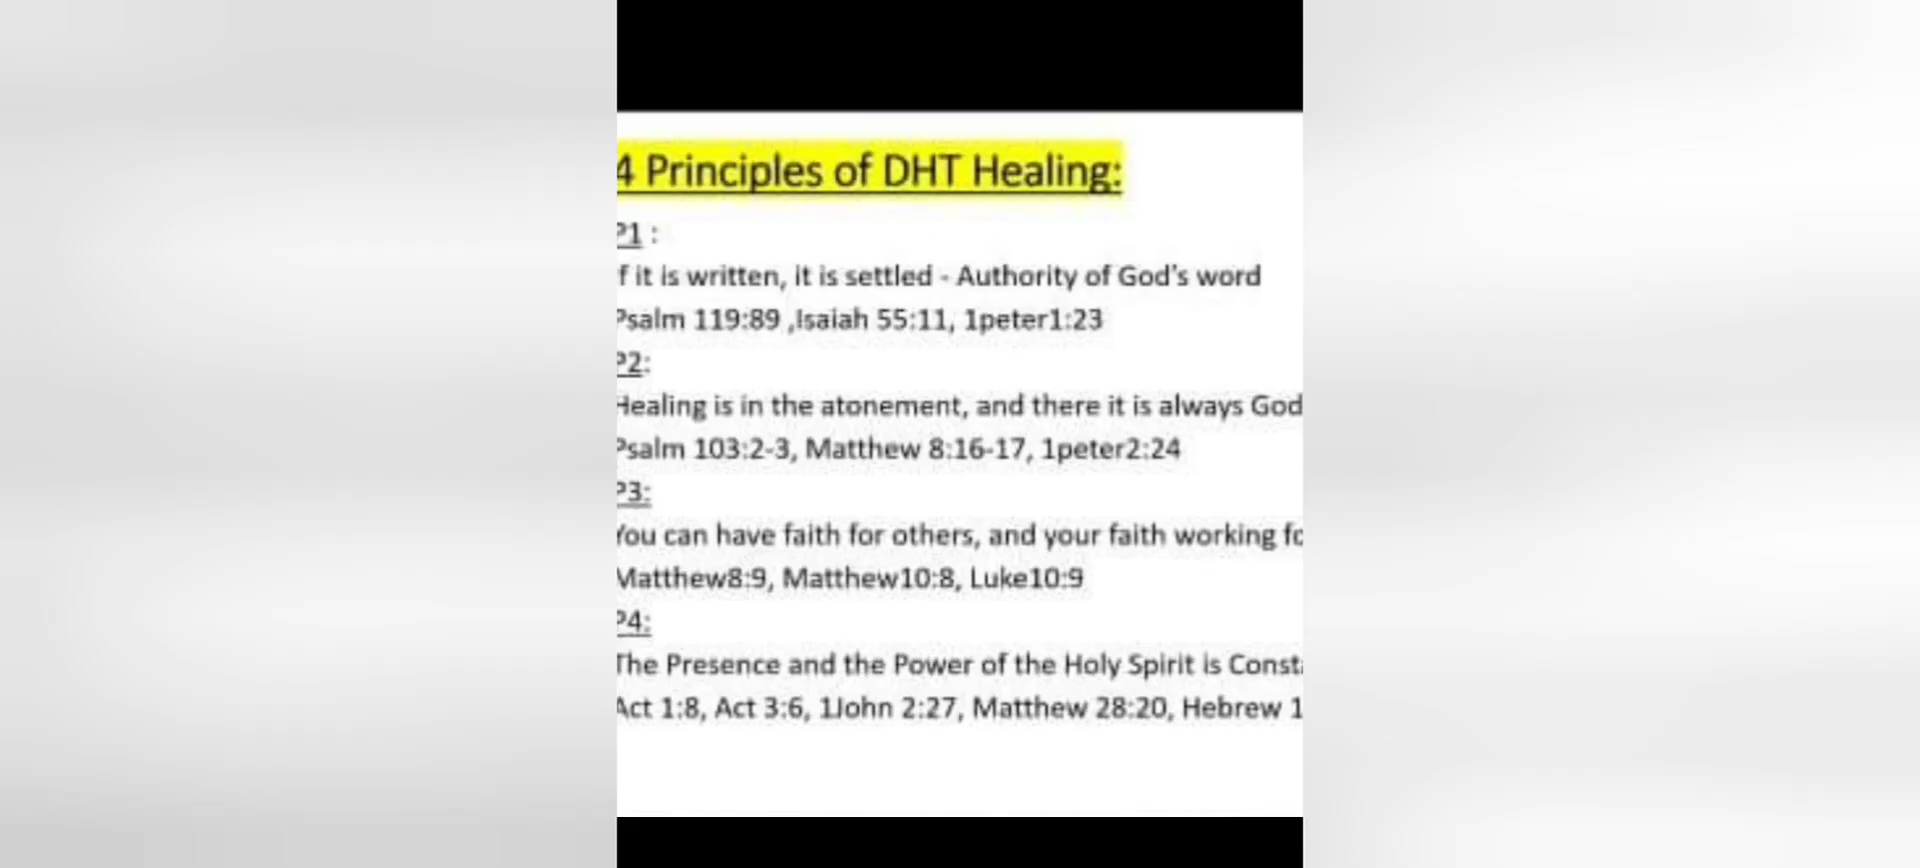 4 Principles of DHT Healing:
P1 :
f it is written, it is settled - Authority of God's word
Psalm 119:89 ,Isaiah 55:11, 1peter1:23
P2:
Healing is in the atonement, and there it is always God
Psalm 103:2-3, Matthew 8:16-17, 1peter2:24
P3:
You can have faith for others, and your faith working
Matthew8:9, Matthew10:8, Luke10:9
P4:
The Presence and the Power of the Holy Spirit is
Act 1:8, Act 3:6, 1John 2:27, Matthew 28:20, Hebrew 1